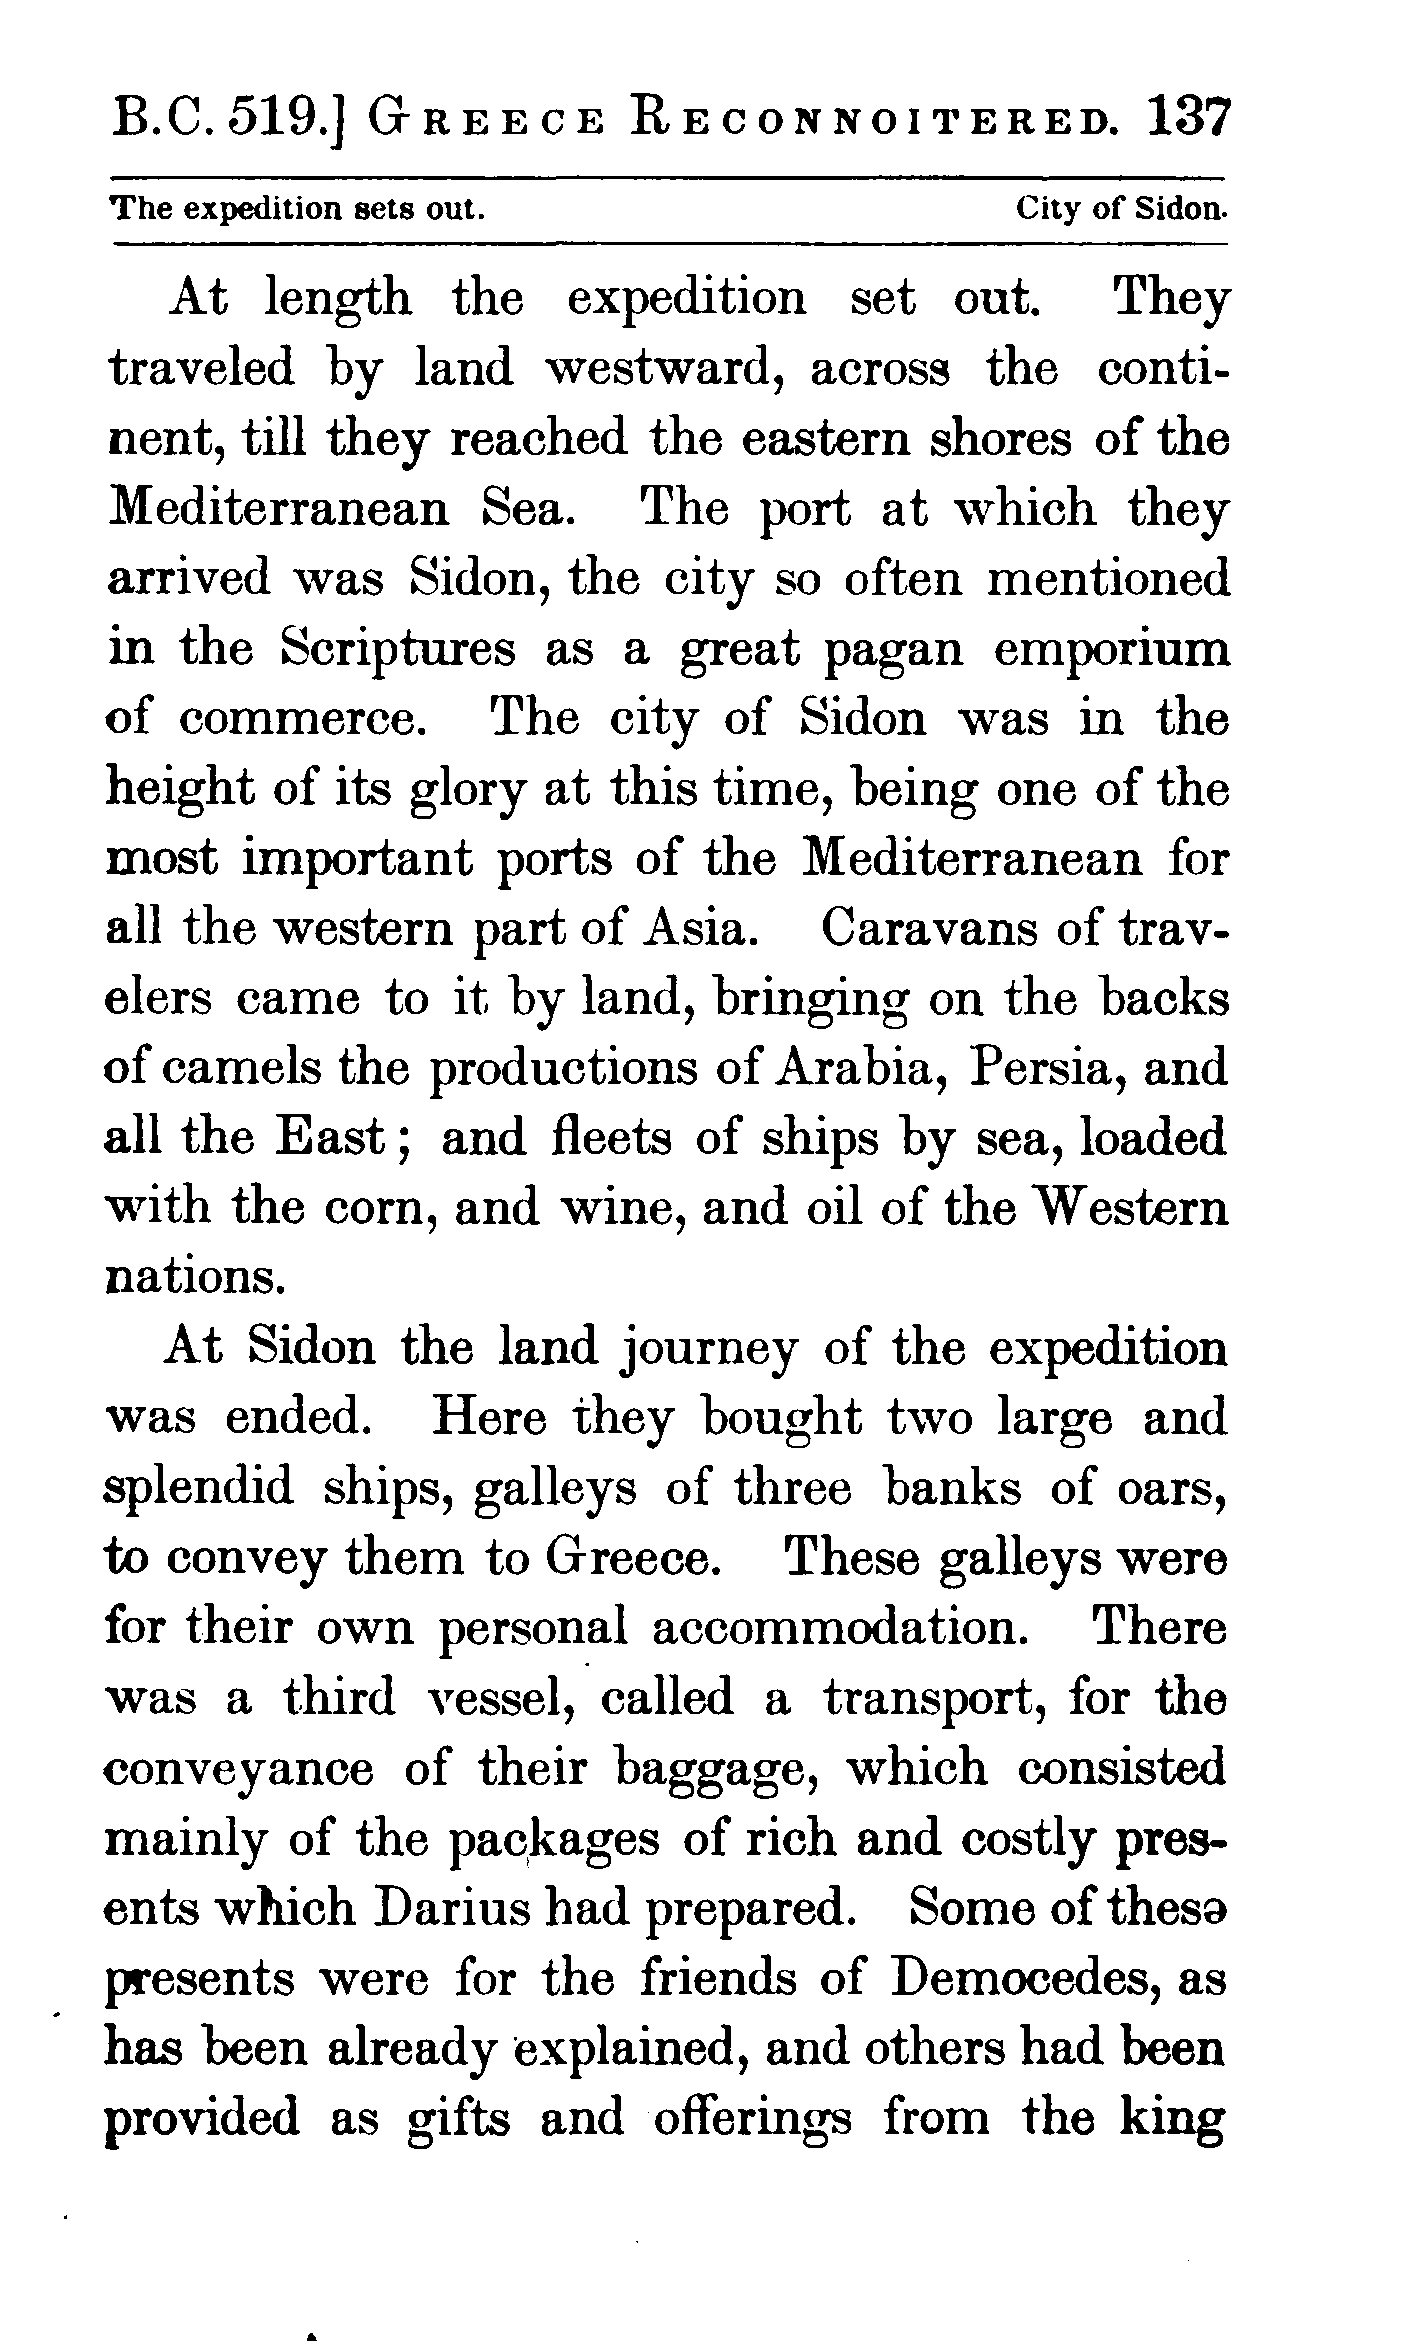 B.C. 519.] GREECE RECONNOITERED. 137
The expedition sets out. City of Sidon.
At length the expedition set out. They
traveled by land westward, across the conti-
nent, till they reached the eastern shores of the
Mediterranean Sea. The port at which they
arrived was Sidon, the city so often mentioned
in the Scriptures as a great pagan emporium
of commerce. The city of Sidon was in the
height of its glory at this time, being one of the
most important ports of the Mediterranean for
all the western part of Asia. Caravans of trav-
elers came to it by land, bringing on the backs
of camels the productions of Arabia, Persia, and
all the East; and fleets of ships by sea, loaded
with the corn, and wine, and oil of the Western
nations.
At Sidon the land journey of the expedition
was ended. Here they bought two large and
splendid ships, galleys of three banks of oars,
to convey them to Greece. These galleys were
for their own personal accommodation. There
was a third vessel, called a transport, for the
conveyance of their baggage, which consisted
mainly of the packages of rich and costly pres-
ents which Darius had prepared. Some of these
presents were for the friends of Democedes, as
has been already explained, and others had been
provided as gifts and offerings from the king